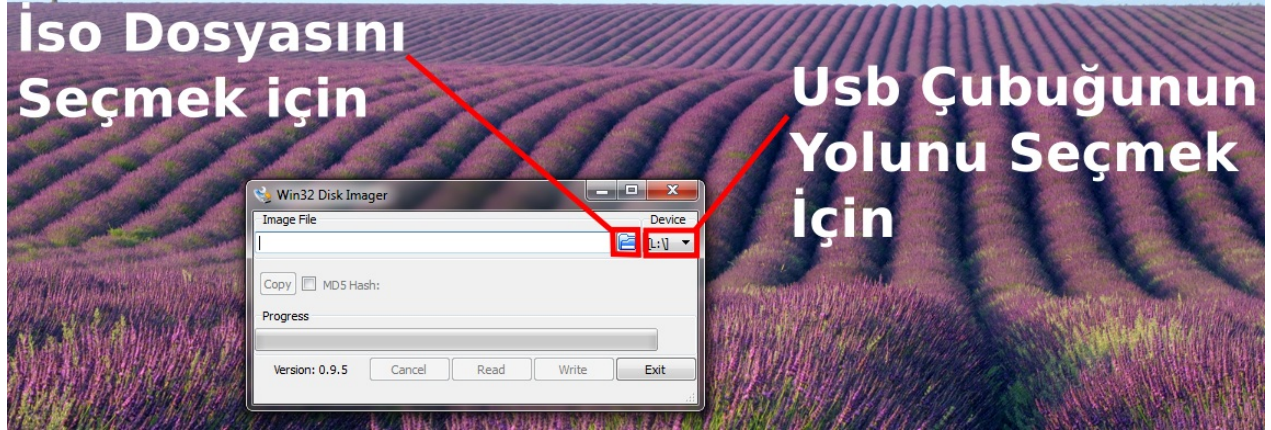 İso Dosyasını
Seçmek için
Usb Çubuğunun
Yolunu Seçmek
İçin
Win32 Disk Imager
Image File Device
[L:\]
Copy MD5 Hash:
Progress
Version: 0.9.5 Cancel Read Write Exit